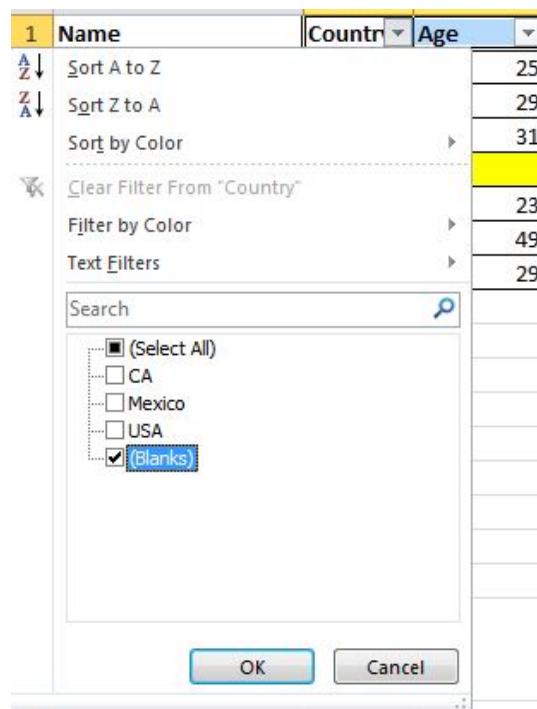 1 Name Countr Age
Sort A to Z 25
Sort Z to A 29
Sort by Color 31
Clear Filter From "Country"
Filter by Color 23
49
Text Filters 29
Search
(Select All)
CA
Mexico
USA
(Blanks)
OK Cancel